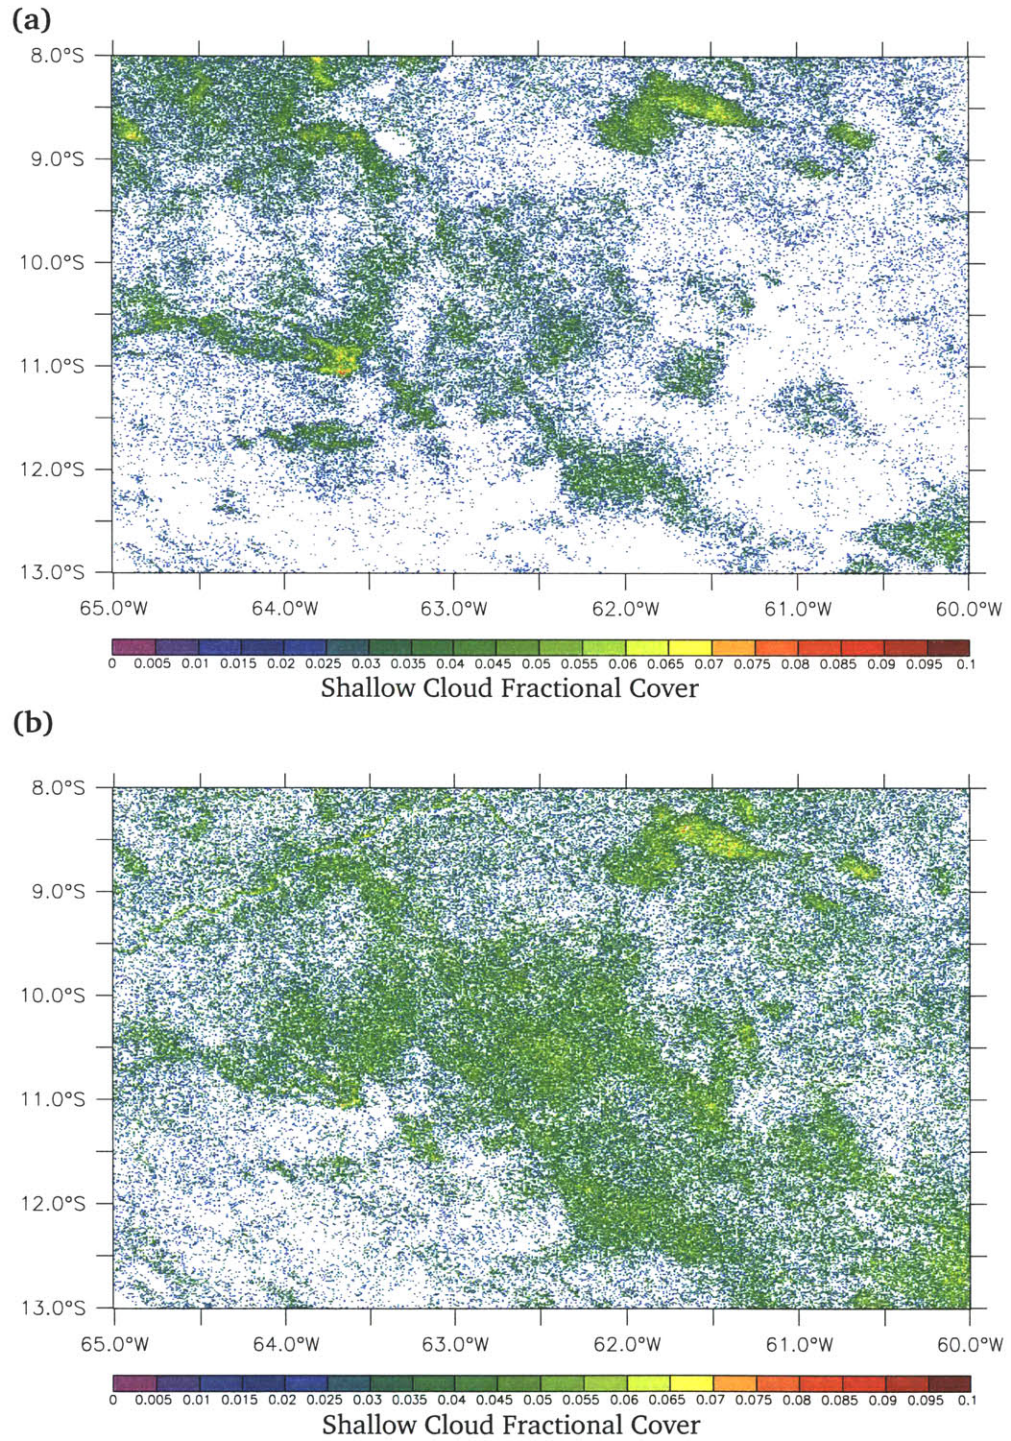 (a)
8.0°S
9.0°S
10.0°S
11.0°S
12.0°S
13.0°S
65.0°W 64.0°W 63.0°W 62.0°W 61.0°W 60.0°W
0 0.005 0.01 0.015 0.02 0.025 0.03 0.035 0.04 0.045 0.05 0.055 0.06 0.065 0.07 0.075 0.08 0.085 0.09 0.095 0.1
Shallow Cloud Fractional Cover
(b)
8.0°S
9.0°S
10.0°S
11.0°S
12.0°S
13.0°S
65.0°W 64.0°W 63.0°W 62.0°W 61.0°W 60.0°W
0 0.005 0.01 0.015 0.02 0.025 0.03 0.035 0.04 0.045 0.05 0.055 0.06 0.065 0.07 0.075 0.08 0.085 0.09 0.095 0.1
Shallow Cloud Fractional Cover